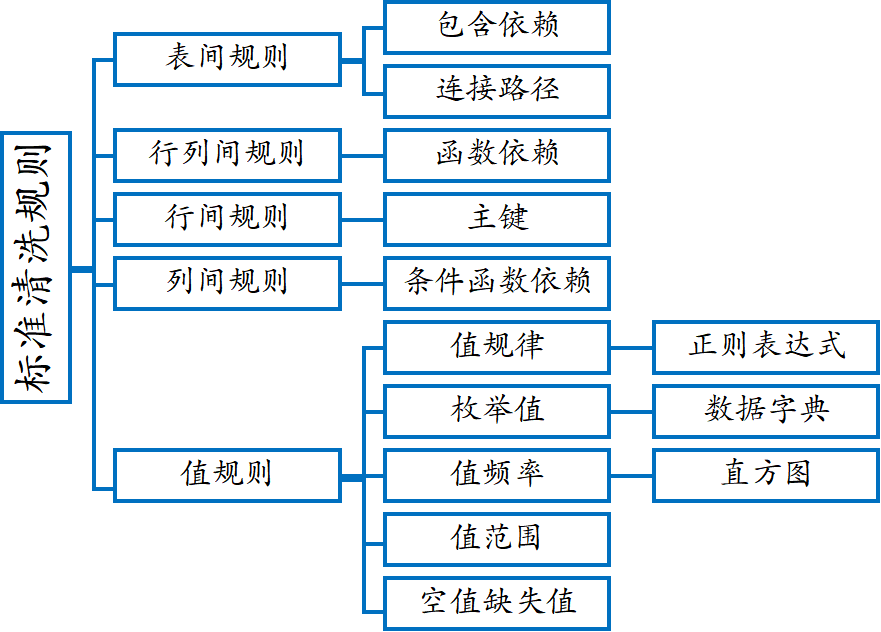 标准清洗规则
表间规则
包含依赖
连接路径
行列间规则
函数依赖
行间规则
主键
列间规则
条件函数依赖
值规则
值规律
正则表达式
枚举值
数据字典
值频率
直方图
值范围
空值缺失值